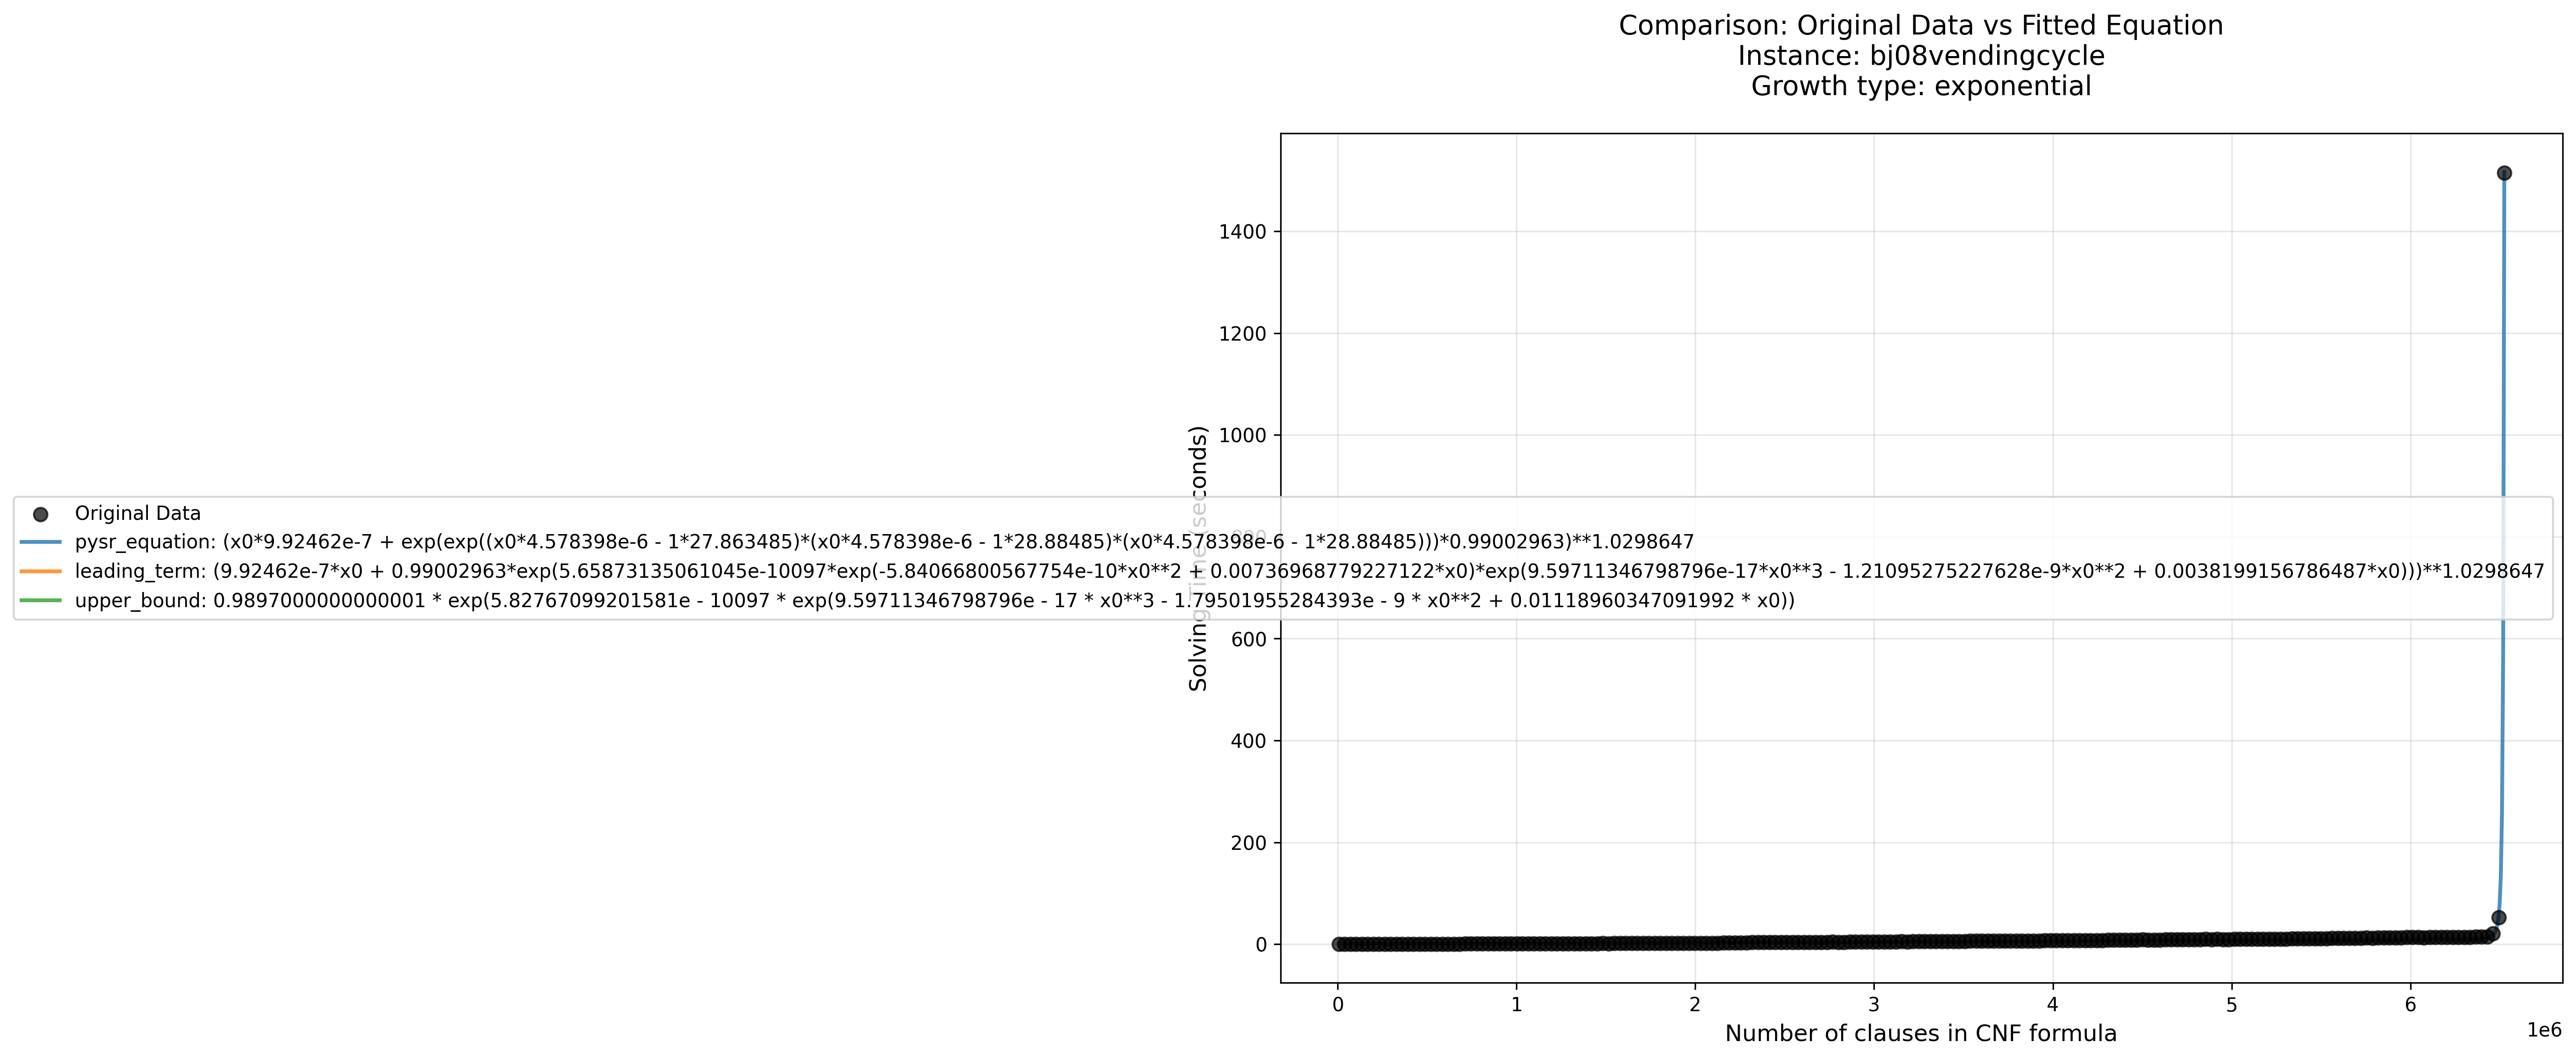 Comparison: Original Data vs Fitted Equation
Instance: bj08vendingcycle
Growth type: exponential
1400
1200
1000
800
600
400
200
0
Solving Time (seconds)
Original Data
pysr_equation: (x0*9.92462e-7 + exp(exp((x0*4.578398e-6 - 1*27.863485)*(x0*4.578398e-6 - 1*28.88485)*(x0*4.578398e-6 - 1*28.88485)))*0.99002963)**1.0298647
leading_term: (9.92462e-7*x0 + 0.99002963*exp(5.65873135061045e-10097*exp(-5.84066800567754e-10*x0**2 + 0.00736968779227122*x0)*exp(9.59711346798796e-17*x0**3 - 1.21095275227628e-9*x0**2 + 0.0038199156786487*x0)))**1.0298647
upper_bound: 0.9897000000000001 * exp(5.82767099201581e - 10097 * exp(9.59711346798796e - 17 * x0**3 - 1.79501955284393e - 9 * x0**2 + 0.01118960347091992 * x0))
0 1 2 3 4 5 6
1e6
Number of clauses in CNF formula